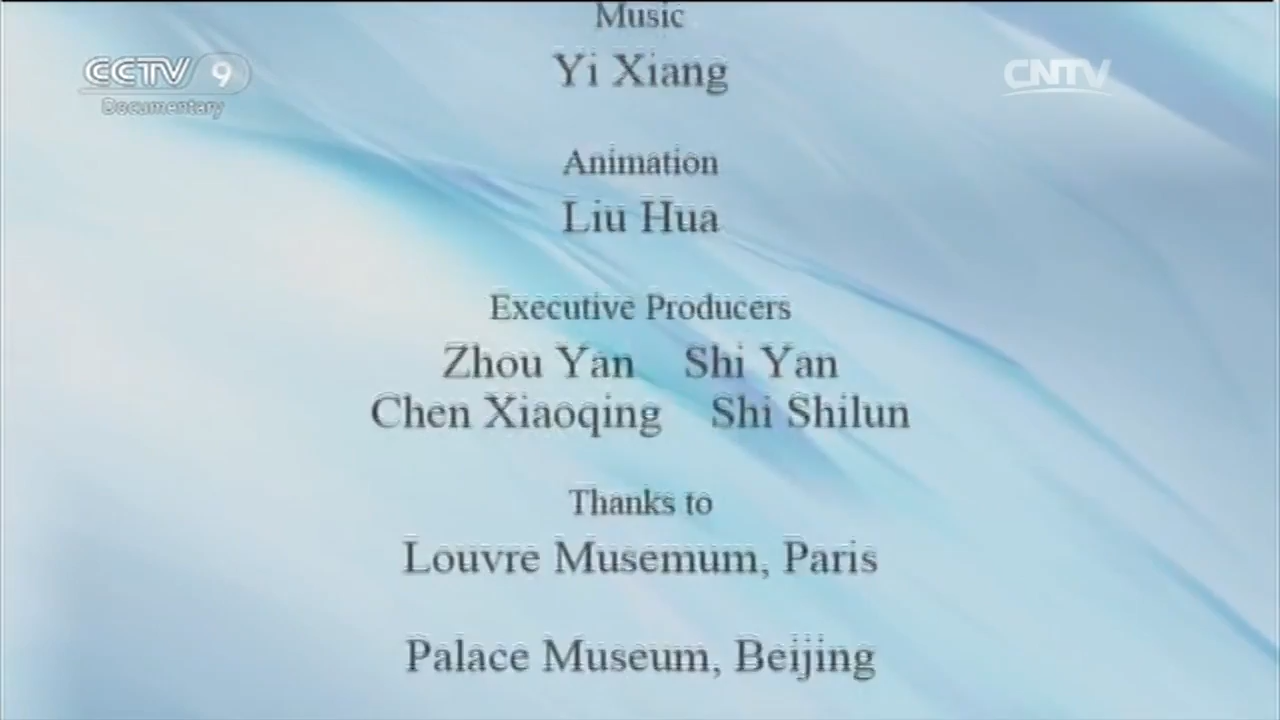 Music
CCTV 9
Documentary
CNTV
Yi Xiang
Animation
Liu Hua
Executive Producers
Zhou Yan Shi Yan
Chen Xiaoqing Shi Shilun
Thanks to
Louvre Musemum, Paris
Palace Museum, Beijing